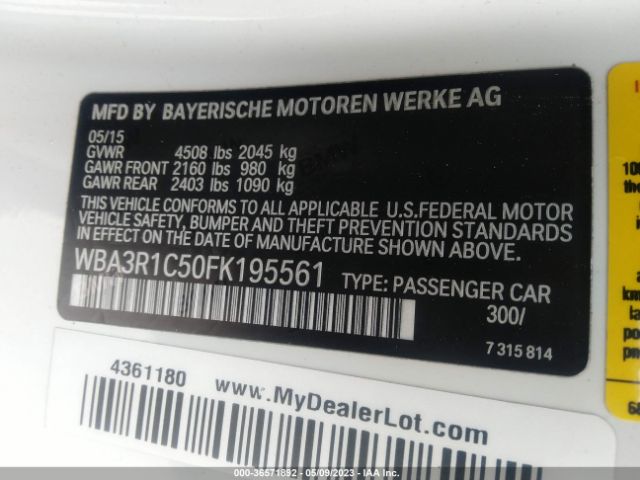 MFD BY BAYERISCHE MOTOREN WERKE AG
05/15
GVWR 4508 lbs 2045 kg
GAWR FRONT 2160 lbs 980 kg
GAWR REAR 2403 lbs 1090 kg
THIS VEHICLE CONFORMS TO ALL APPLICABLE U.S.FEDERAL MOTOR
VEHICLE SAFETY, BUMPER AND THEFT PREVENTION STANDARDS
IN EFFECT ON THE DATE OF MANUFACTURE SHOWN ABOVE.
WBA3R1C50FK195561 TYPE: PASSENGER CAR
300/
7 315 814
4361180 www.MyDealerLot.com
100
the
000-36571892 - 05/09/2023 - IAA Inc.